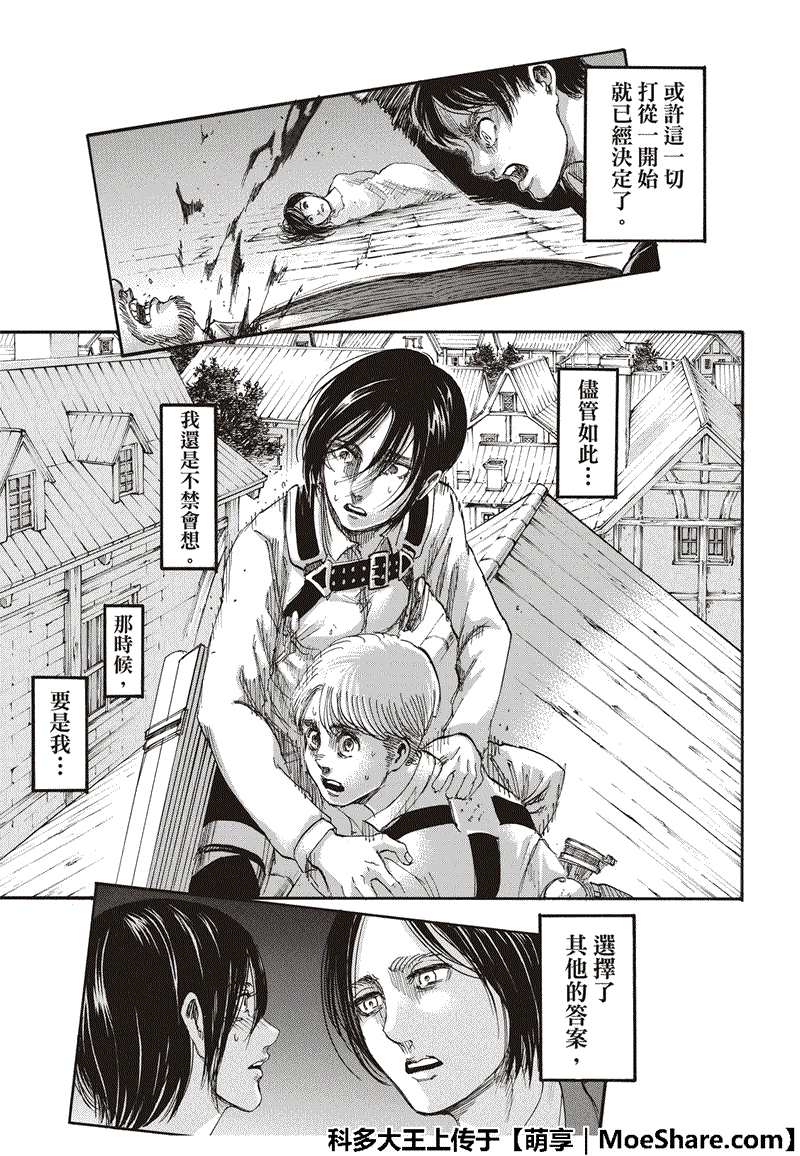 或許這一切
打從一開始
就已經決定了。
儘管如此…
我還是不禁會想。
那時候，
要是我…
選擇了
其他的答案，
科多大王上传于【萌享｜MoeShare.com】